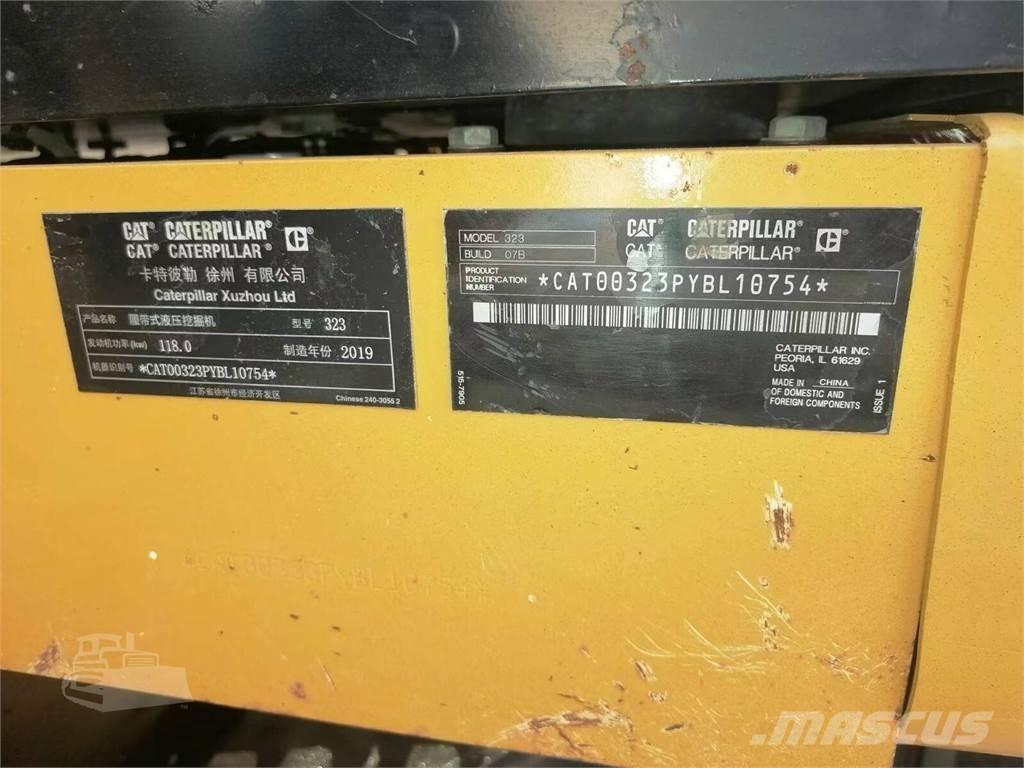 CAT® CATERPILLAR® C
CAT® CATERPILLAR®
卡特彼勒 徐州 有限公司
Caterpillar Xuzhou Ltd
产品名称 履带式液压挖掘机 型号 323
发动机功率(kw) 118.0 制造年份 2019
机器识别号 *CAT00323PYBL10754*
江苏省徐州市经济开发区
Chinese 240-3055 2
MODEL 323
BUILD 07B
CAT® CATERPILLAR® C
CAT® CATERPILLAR®
PRODUCT
IDENTIFICATION
NUMBER
*CAT00323PYBL10754*
CATERPILLAR INC.
PEORIA, IL 61629
USA
MADE IN CHINA
OF DOMESTIC AND
FOREIGN COMPONENTS
515-7905
ISSUE 1
*CAT00323PYBL10754*
MASCUS